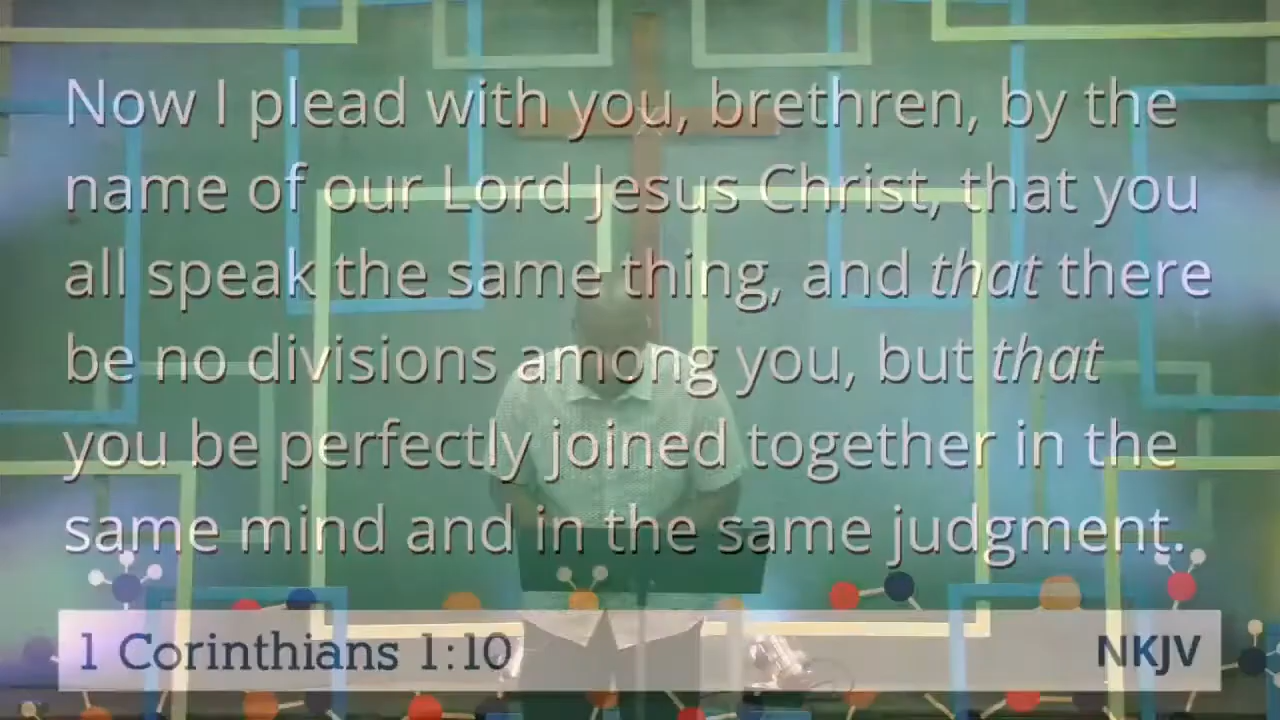 Now I plead with you, brethren, by the
name of our Lord Jesus Christ, that you
all speak the same thing, and that there
be no divisions among you, but that
you be perfectly joined together in the
same mind and in the same judgment.
1 Corinthians 1:10 NKJV